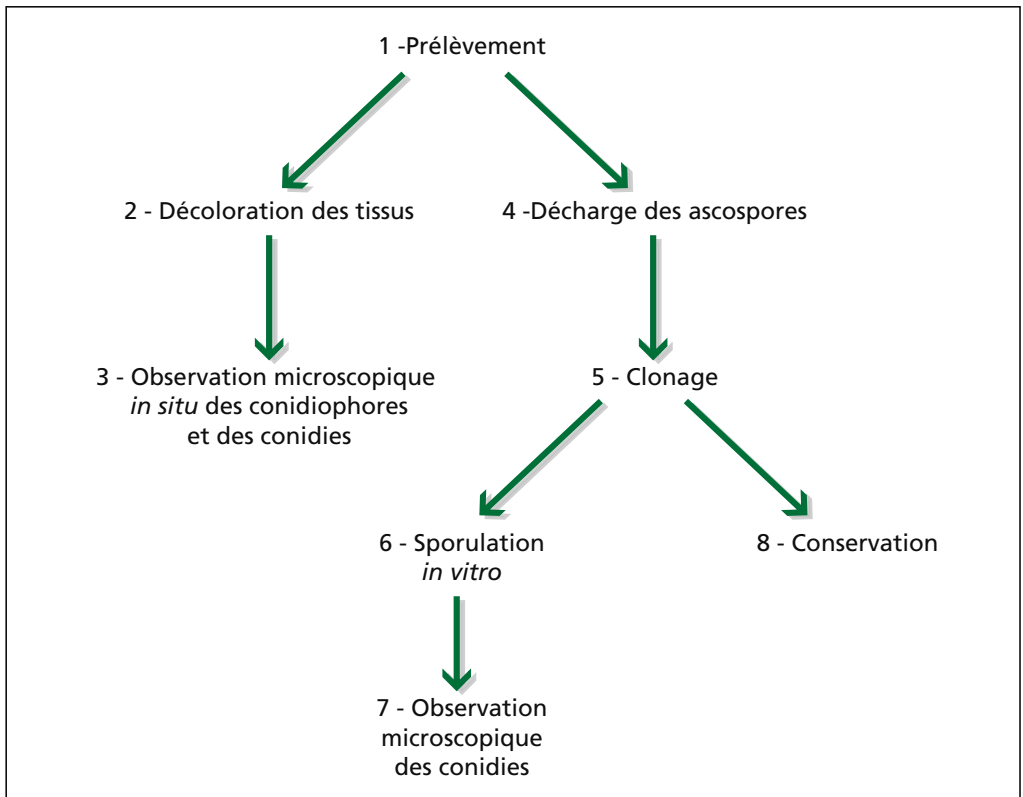 1 -Prélèvement
2 - Décoloration des tissus
4 -Décharge des ascospores
3 - Observation microscopique
in situ des conidiophores
et des conidies
5 - Clonage
6 - Sporulation
in vitro
8 - Conservation
7 - Observation
microscopique
des conidies